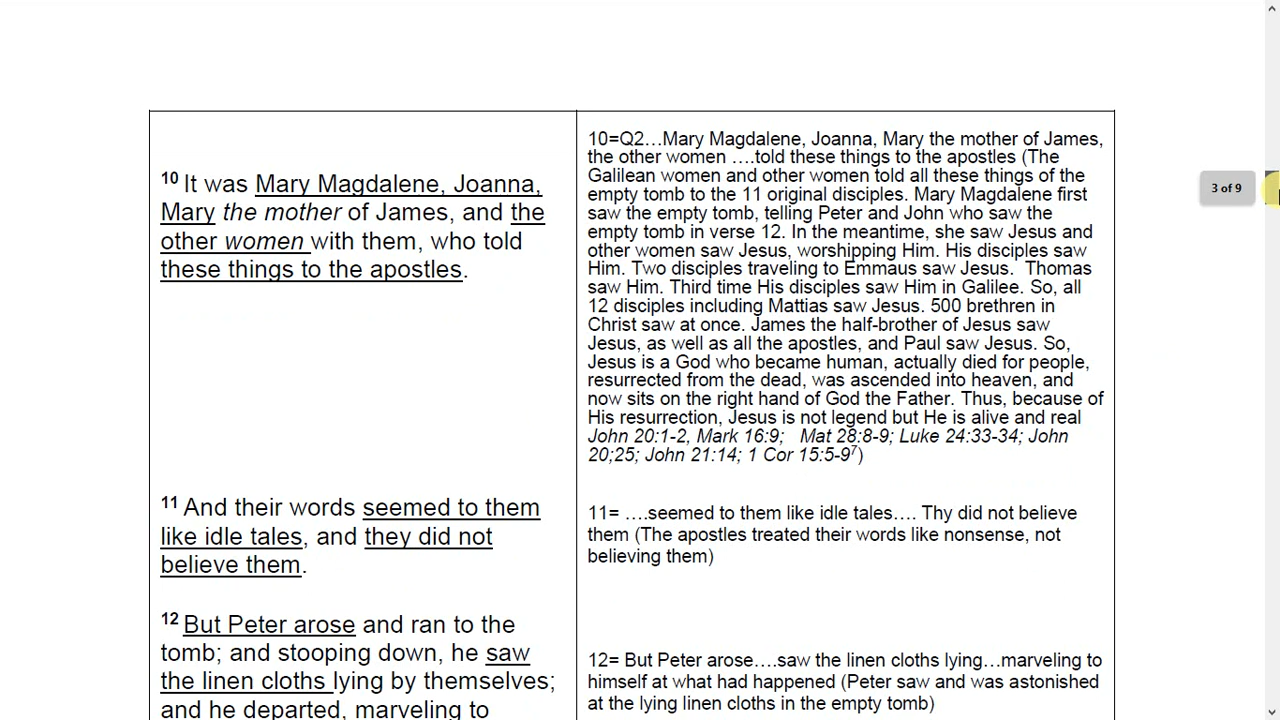 10 It was Mary Magdalene, Joanna,
Mary the mother of James, and the
other women with them, who told
these things to the apostles.
11 And their words seemed to them
like idle tales, and they did not
believe them.
12 But Peter arose and ran to the
tomb; and stooping down, he saw
the linen cloths lying by themselves;
and he departed, marveling to
10=Q2…Mary Magdalene, Joanna, Mary the mother of James,
the other women ….told these things to the apostles (The
Galilean women and other women told all these things of the
empty tomb to the 11 original disciples. Mary Magdalene first
saw the empty tomb, telling Peter and John who saw the
empty tomb in verse 12. In the meantime, she saw Jesus and
other women saw Jesus, worshipping Him. His disciples saw
Him. Two disciples traveling to Emmaus saw Jesus.  Thomas
saw Him. Third time His disciples saw Him in Galilee. So, all
12 disciples including Mattias saw Jesus. 500 brethren in
Christ saw at once. James the half-brother of Jesus saw
Jesus, as well as all the apostles, and Paul saw Jesus. So,
Jesus is a God who became human, actually died for people,
resurrected from the dead, was ascended into heaven, and
now sits on the right hand of God the Father. Thus, because of
His resurrection, Jesus is not legend but He is alive and real
John 20:1-2, Mark 16:9;   Mat 28:8-9; Luke 24:33-34; John
20;25; John 21:14; 1 Cor 15:5-9⁷)
11= ….seemed to them like idle tales…. Thy did not believe
them (The apostles treated their words like nonsense, not
believing them)
12= But Peter arose….saw the linen cloths lying…marveling to
himself at what had happened (Peter saw and was astonished
at the lying linen cloths in the empty tomb)
3 of 9